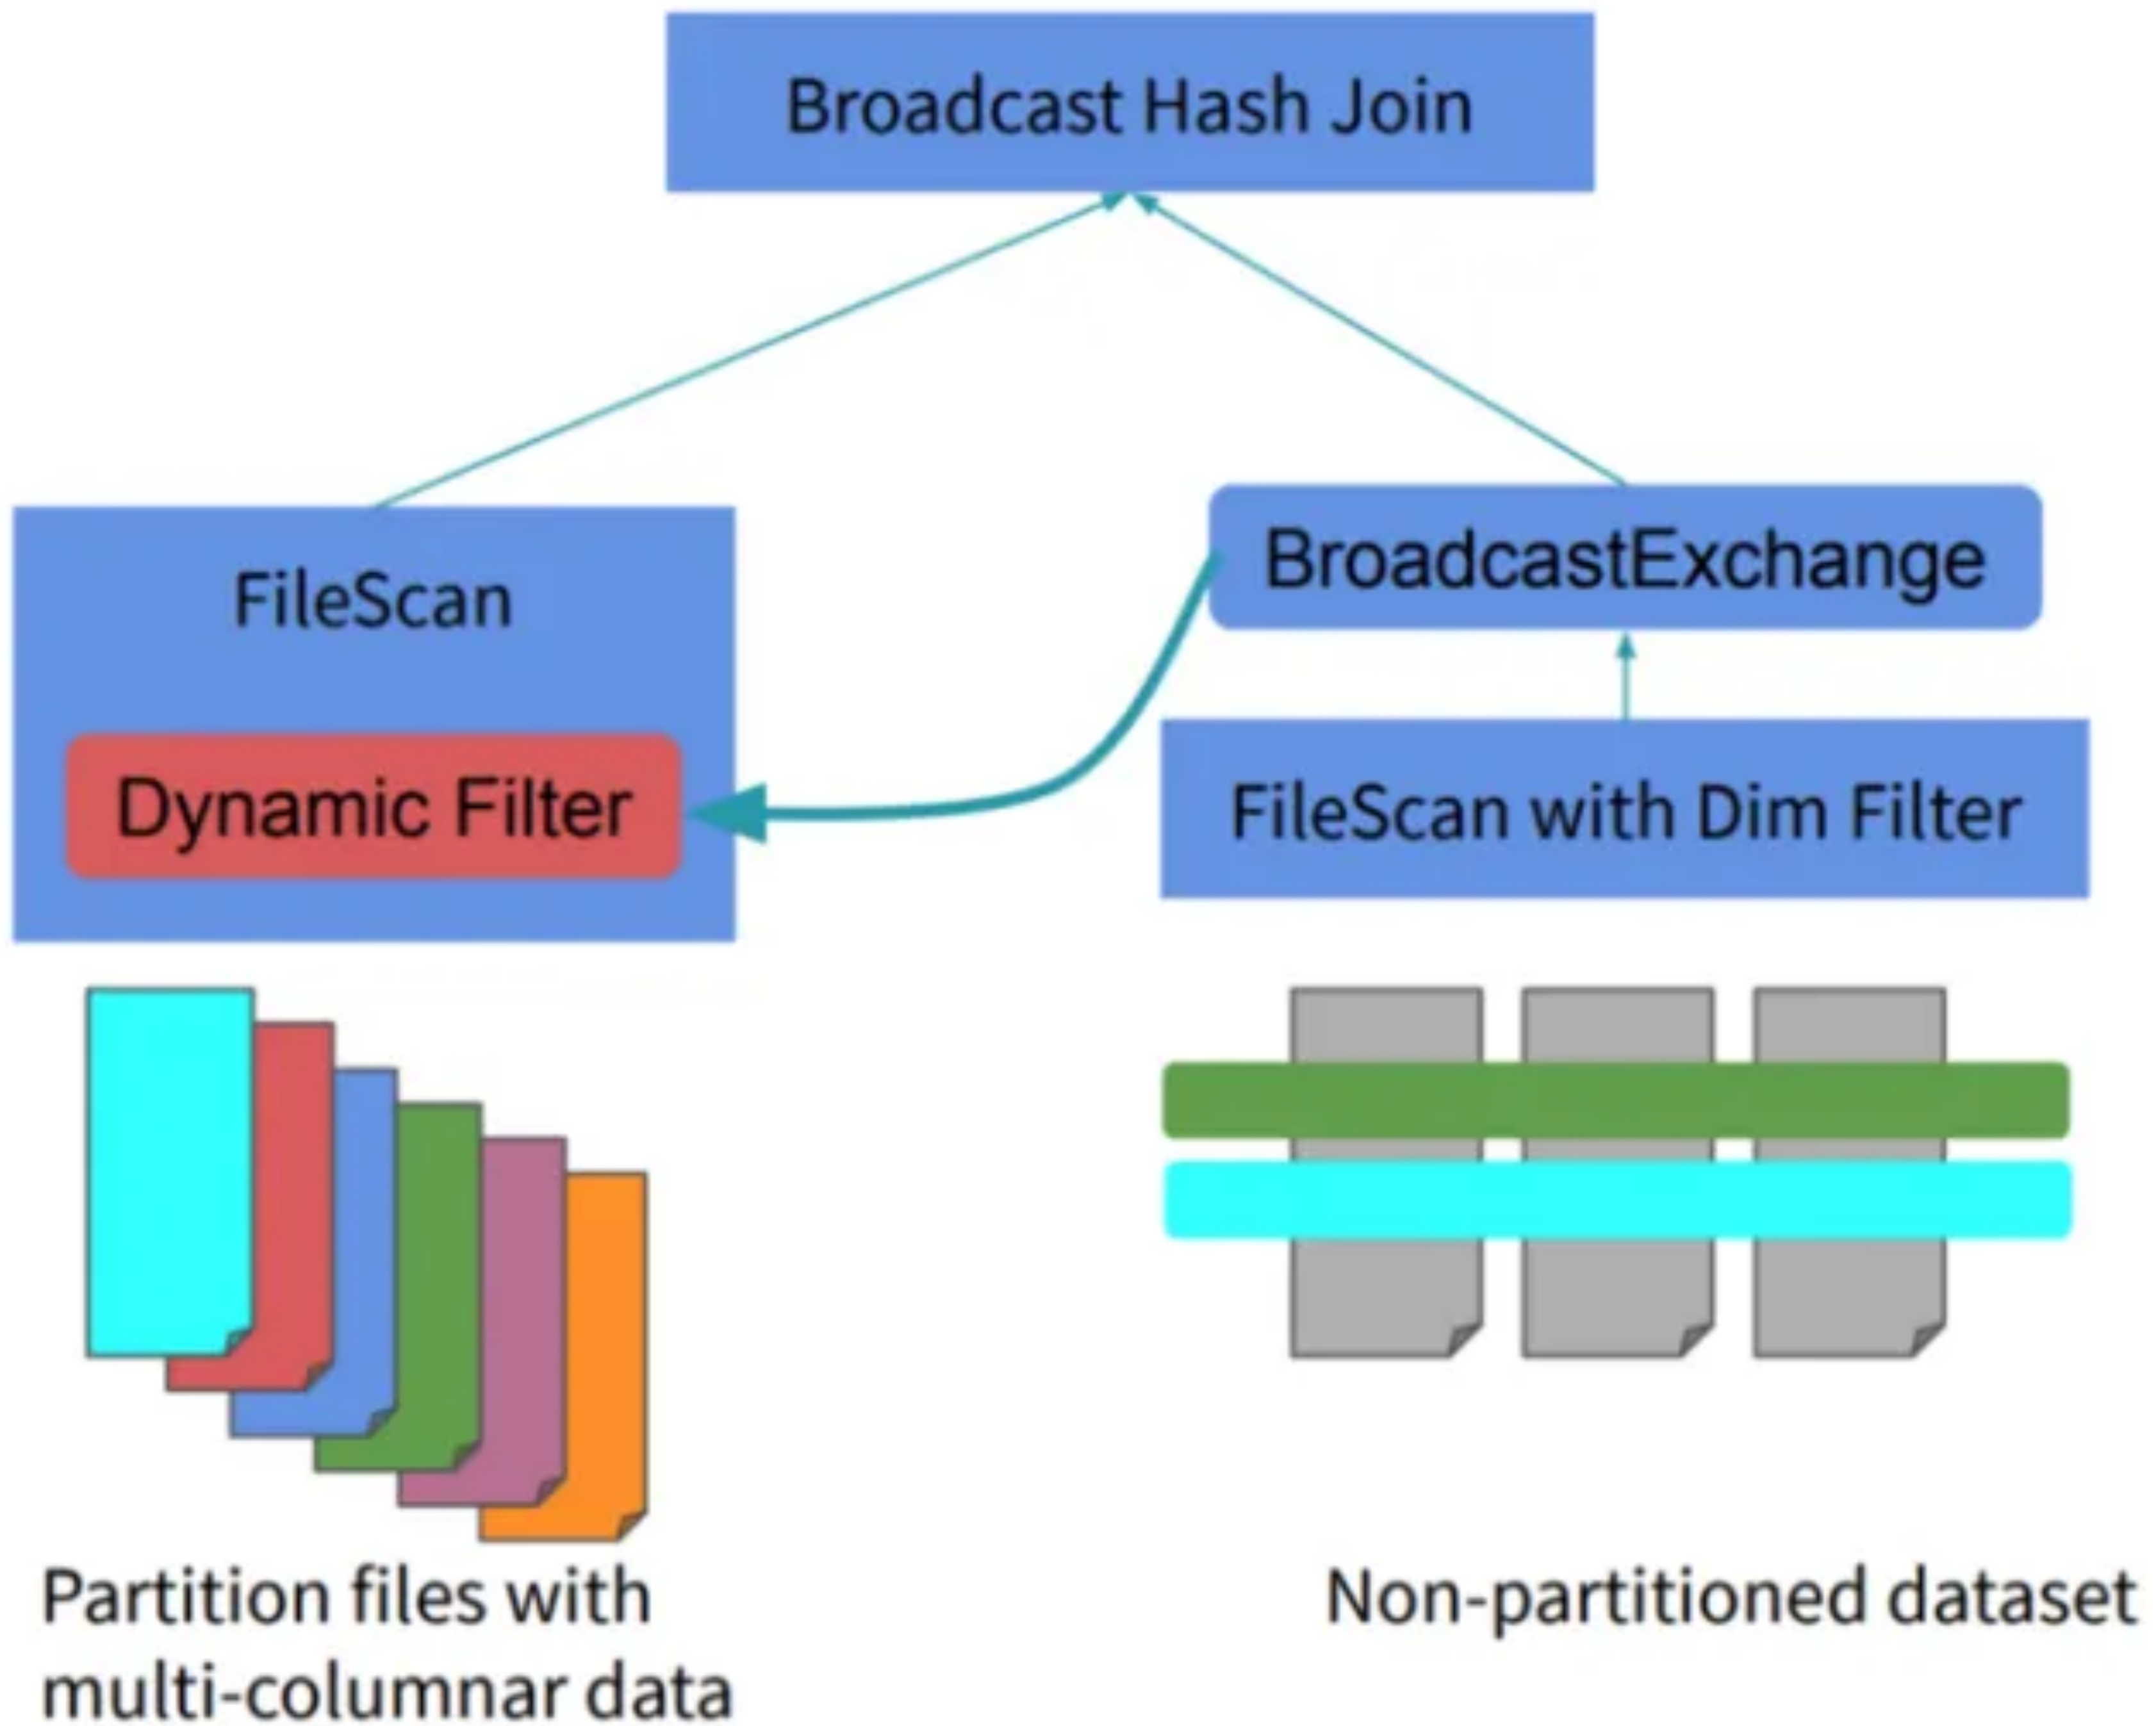 Broadcast Hash Join
FileScan
BroadcastExchange
Dynamic Filter
FileScan with Dim Filter
Partition files with
multi-columnar data
Non-partitioned dataset